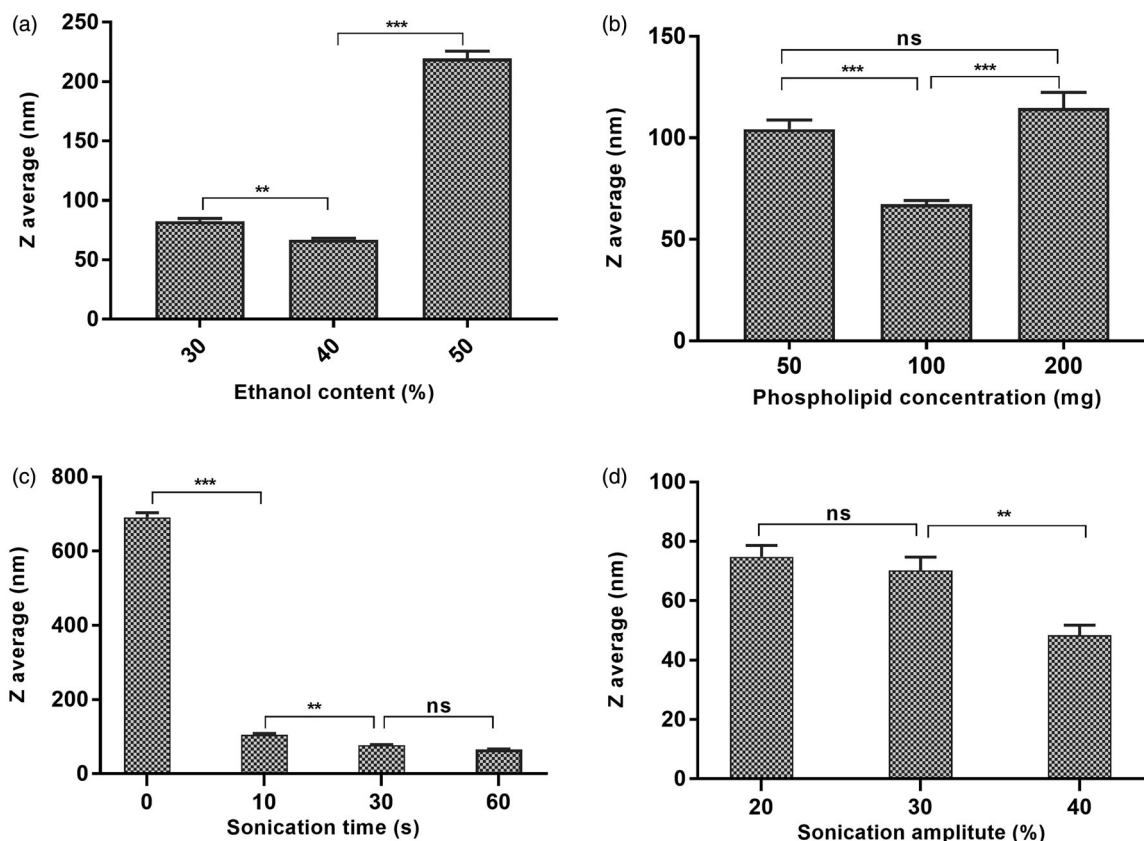 (a)
Z average (nm)
250
200
150
100
50
0
**
***
30 40 50
Ethanol content (%)
(b)
Z average (nm)
150
100
50
0
ns
*** ***
50 100 200
Phospholipid concentration (mg)
(c)
Z average (nm)
800
600
400
200
0
***
** ns
0 10 30 60
Sonication time (s)
(d)
Z average (nm)
100
80
60
40
20
0
ns **
20 30 40
Sonication amplitute (%)